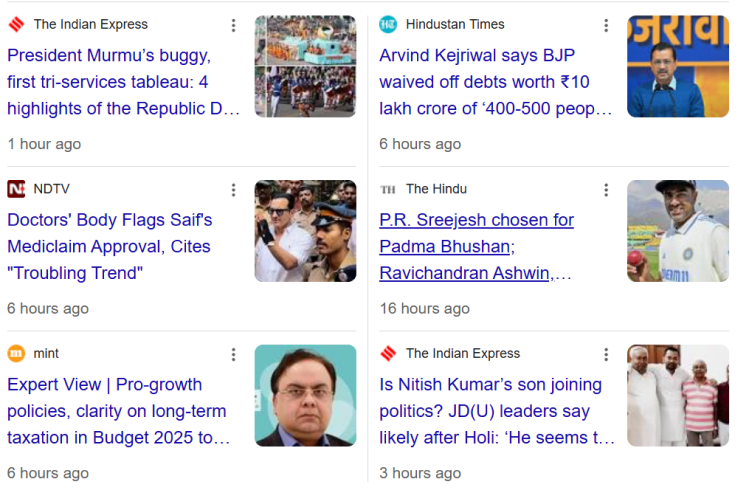 The Indian Express
President Murmu's buggy,
first tri-services tableau: 4
highlights of the Republic D...
1 hour ago
Hindustan Times
Arvind Kejriwal says BJP
waived off debts worth ₹10
lakh crore of ‘400-500 peop...
6 hours ago
NDTV
Doctors' Body Flags Saif's
Mediclaim Approval, Cites
"Troubling Trend"
6 hours ago
TH The Hindu
P.R. Sreejesh chosen for
Padma Bhushan;
Ravichandran Ashwin,...
16 hours ago
mint
Expert View | Pro-growth
policies, clarity on long-term
taxation in Budget 2025 to...
6 hours ago
The Indian Express
Is Nitish Kumar’s son joining
politics? JD(U) leaders say
likely after Holi: ‘He seems t...
3 hours ago